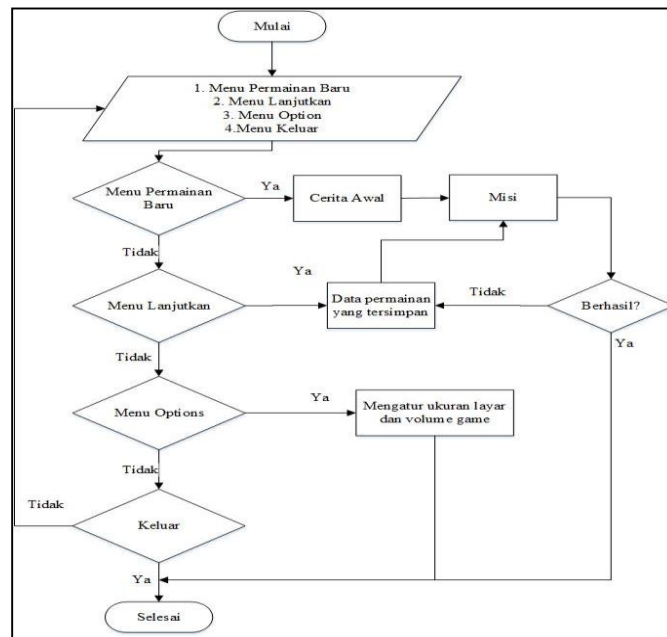 Mulai
1. Menu Permainan Baru
2. Menu Lanjutkan
3. Menu Option
4.Menu Keluar
Menu Permainan
Baru
Ya
Cerita Awal
Misi
Tidak
Menu Lanjutkan
Ya
Data permainan
yang tersimpan
Tidak
Berhasil?
Ya
Tidak
Menu Options
Ya
Mengatur ukuran layar
dan volume game
Tidak
Tidak
Keluar
Ya
Selesai